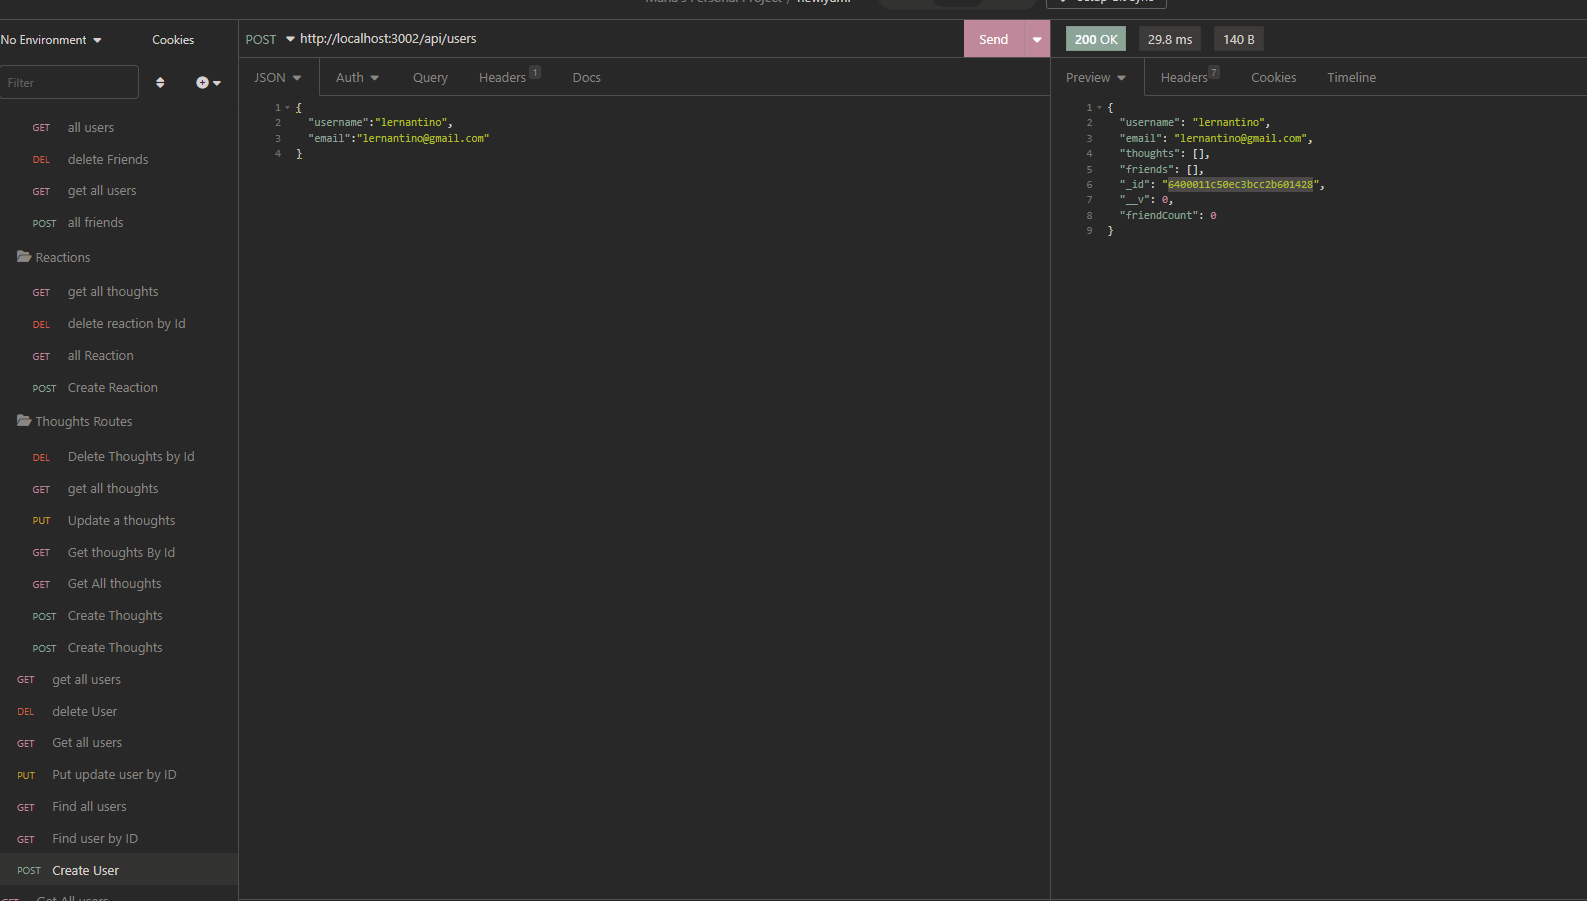 No Environment
Cookies
POST http://localhost:3002/api/users
Send
200 OK
29.8 ms
140 B
Filter
JSON
Auth
Query
Headers 1
Docs
Preview
Headers 7
Cookies
Timeline
GET all users
DEL delete Friends
GET get all users
POST all friends
Reactions
GET get all thoughts
DEL delete reaction by Id
GET all Reaction
POST Create Reaction
Thoughts Routes
DEL Delete Thoughts by Id
GET get all thoughts
PUT Update a thoughts
GET Get thoughts By Id
GET Get All thoughts
POST Create Thoughts
POST Create Thoughts
GET get all users
DEL delete User
GET Get all users
PUT Put update user by ID
GET Find all users
GET Find user by ID
POST Create User
GET Get All users
1 {
2 "username":"lernantino",
3 "email":"lernantino@gmail.com"
4 }
1 {
2 "username": "lernantino",
3 "email": "lernantino@gmail.com",
4 "thoughts": [],
5 "friends": [],
6 "_id": "6400011c50ec3bcc2b601428",
7 "__v": 0,
8 "friendCount": 0
9 }